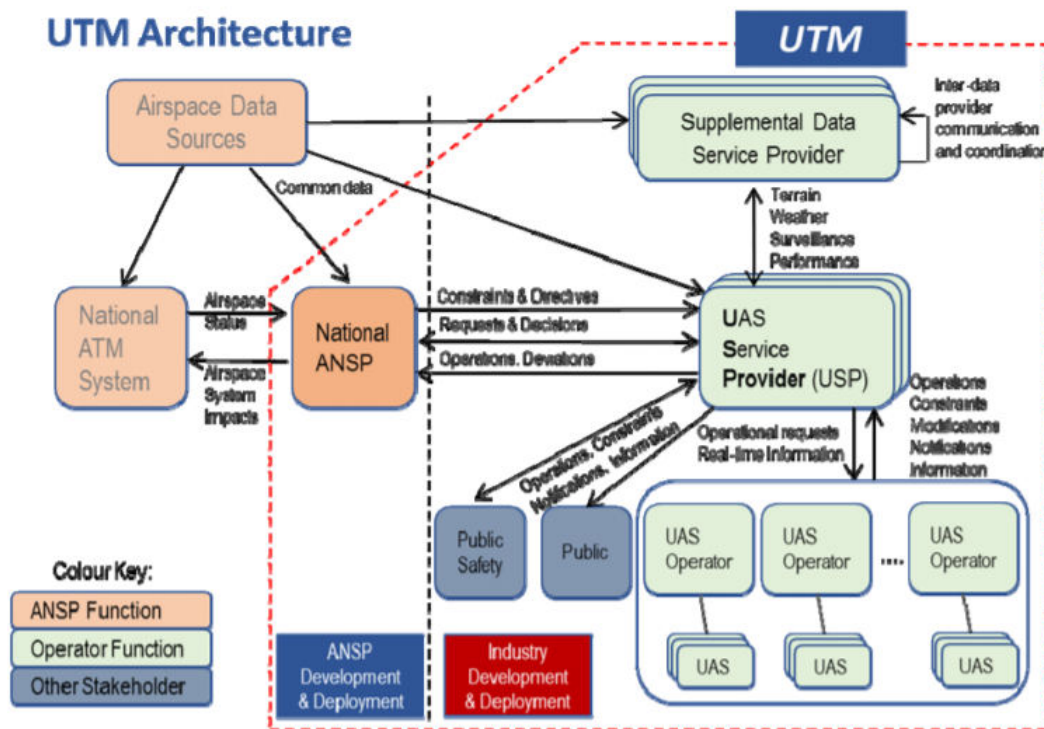 UTM Architecture
UTM
Airspace Data
Sources
Supplemental Data
Service Provider
Inter-data
provider
communication
and coordination
Common data
Terrain
Weather
Surveillance
Performance
National
ATM
System
Airspace
Status
Airspace
System
Impacts
National
ANSP
Constraints & Directives
Requests & Decisions
Operations, Deviations
UAS
Service
Provider (USP)
Operations
Constraints
Modifications
Notifications
Information
Operational requests
Real-time Information
Operations, Constraints
Notifications, Information
Public
Safety
Public
UAS
Operator
UAS
Operator
....
UAS
Operator
UAS
UAS
UAS
Colour Key:
ANSP Function
Operator Function
Other Stakeholder
ANSP
Development
& Deployment
Industry
Development
& Deployment